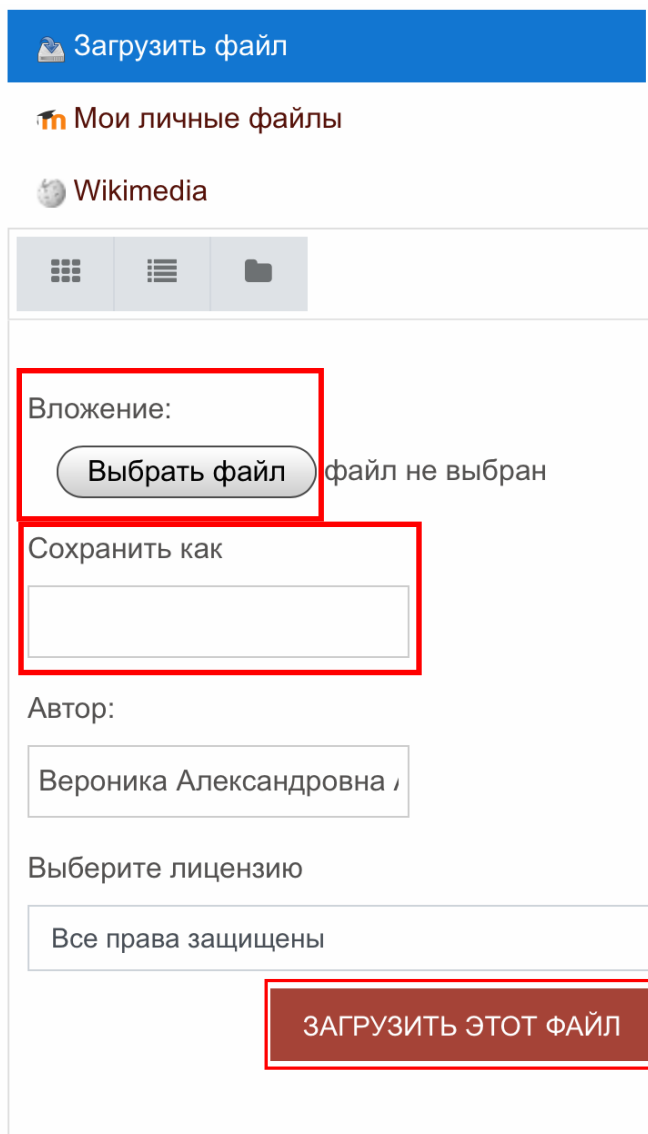 Загрузить файл
Мои личные файлы
Wikimedia
Вложение:
Выбрать файл файл не выбран
Сохранить как
Автор:
Вероника Александровна
Выберите лицензию
Все права защищены
ЗАГРУЗИТЬ ЭТОТ ФАЙЛ